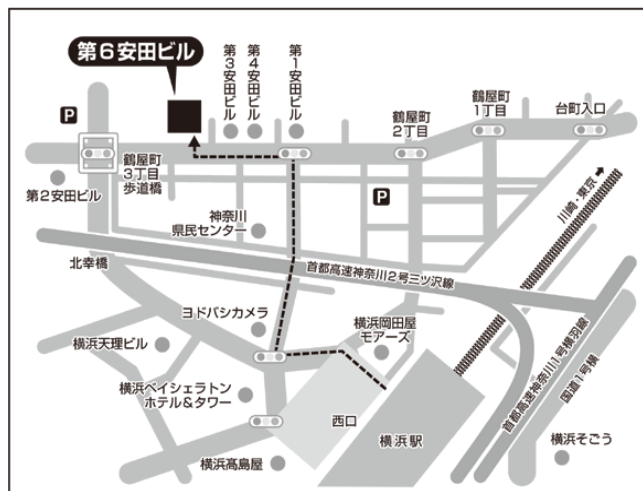 第6安田ビル
第3安田ビル
第4安田ビル
第1安田ビル
鶴屋町
2丁目
鶴屋町
1丁目
台町入口
P
鶴屋町
3丁目
歩道橋
第2安田ビル
P
川崎・東京
神奈川
県民センター
北幸橋
首都高速神奈川2号三ツ沢線
ヨドバシカメラ
横浜岡田屋
モアーズ
横浜天理ビル
横浜ベイシェラトン
ホテル&タワー
西口
横浜駅
首都高速神奈川1号横羽線
国道1号線
横浜そごう
横浜髙島屋